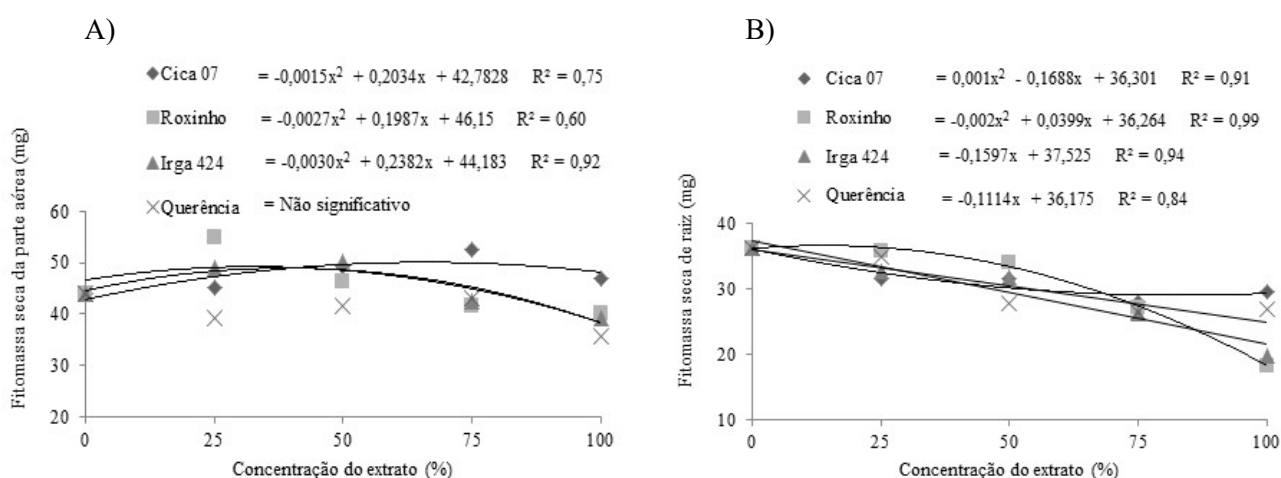 A)
Cica 07 = -0,0015x² + 0,2034x + 42,7828 R² = 0,75
Roxinho = -0,0027x² + 0,1987x + 46,15 R² = 0,60
Irga 424 = -0,0030x² + 0,2382x + 44,183 R² = 0,92
Querência = Não significativo
Fitomassa seca da parte aérea (mg)
60
50
40
30
20
0 25 50 75 100
Concentração do extrato (%)
B)
Cica 07 = 0,001x² - 0,1688x + 36,301 R² = 0,91
Roxinho = -0,002x² + 0,0399x + 36,264 R² = 0,99
Irga 424 = -0,1597x + 37,525 R² = 0,94
Querência = -0,1114x + 36,175 R² = 0,84
Fitomassa seca de raiz (mg)
40
30
20
10
0 25 50 75 100
Concentração do extrato (%)